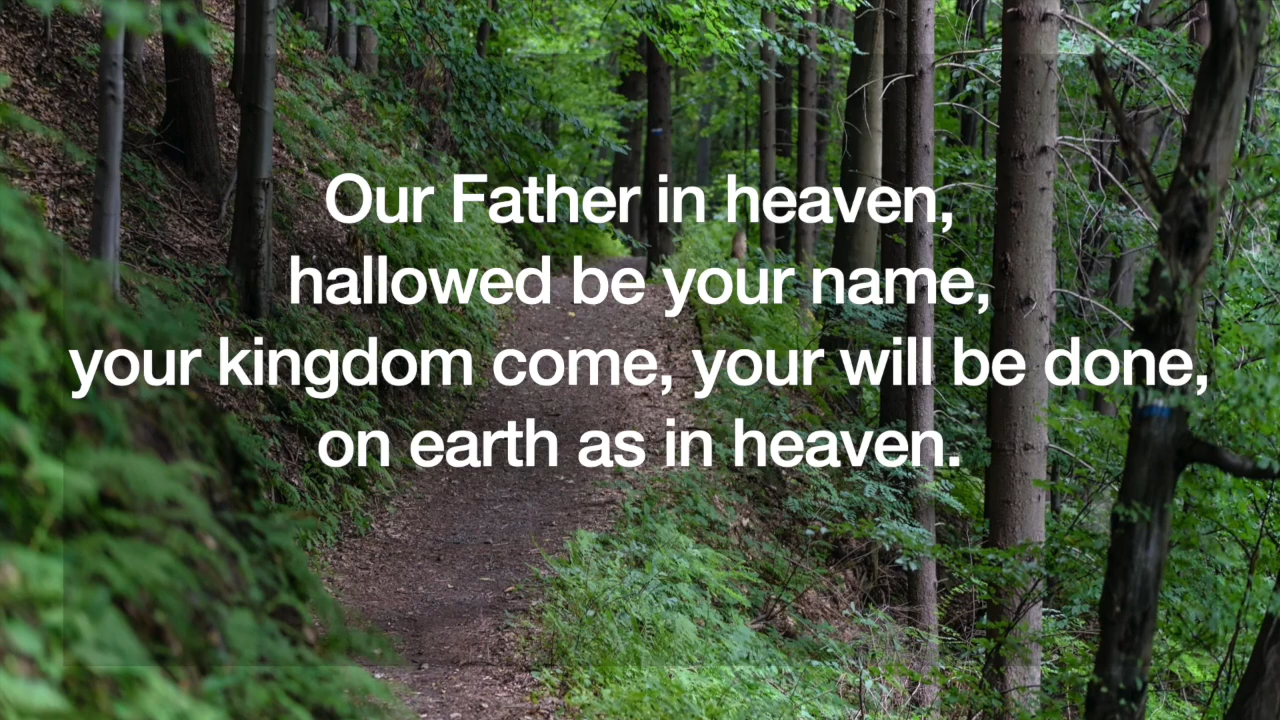 Our Father in heaven,
hallowed be your name,
your kingdom come, your will be done,
on earth as in heaven.